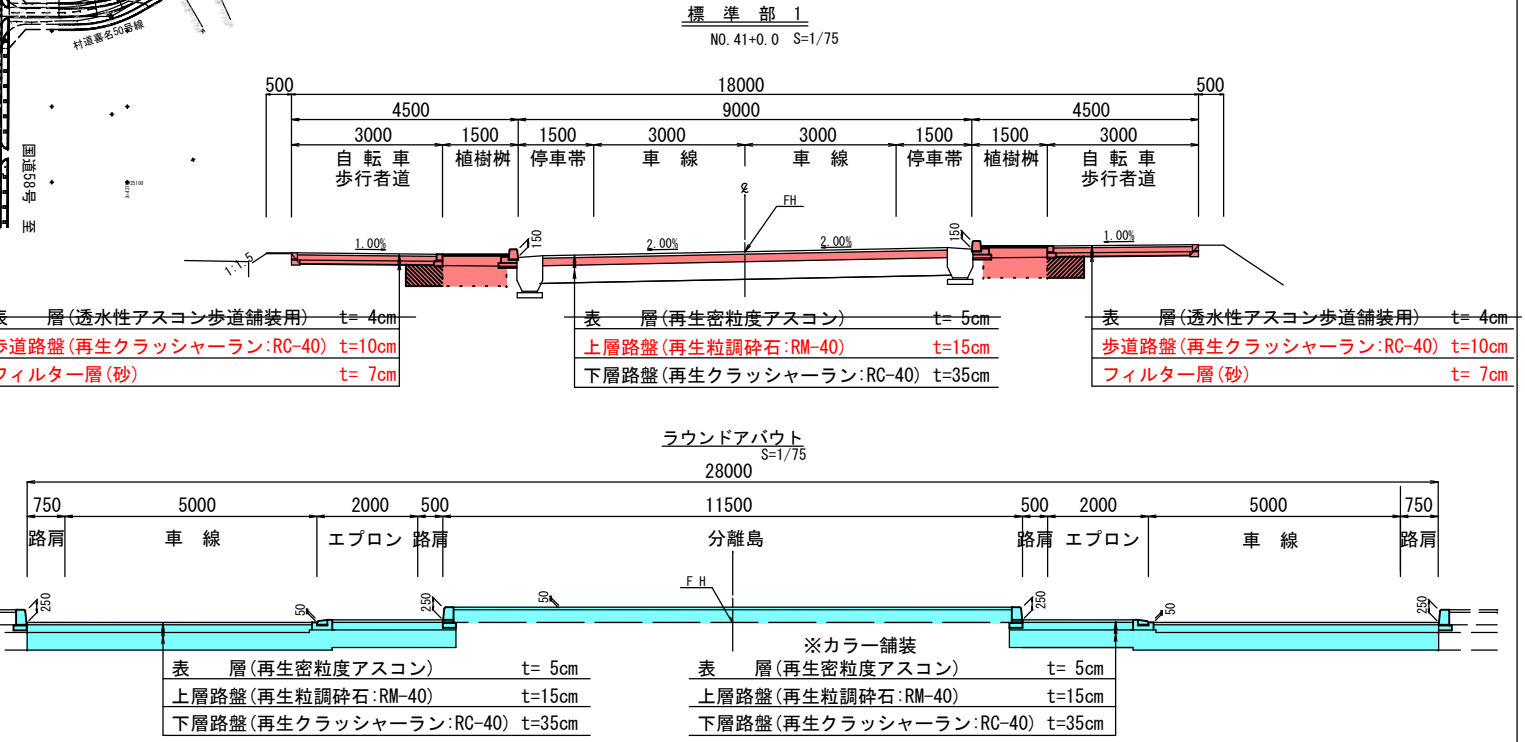 村道喜名50号線
国道58号 至
標 準 部 1
NO.41+0.0 S=1/75
500 18000 500
4500 9000 4500
3000 1500 1500 3000 3000 1500 1500 3000
自 転 車 植樹桝 停車帯 車 線 車 線 停車帯 植樹桝 自 転 車
歩行者道 歩行者道
FH
150 150
1.00% 2.00% 2.00% 1.00%
1:1.5
表 層(透水性アスコン歩道舗装用) t= 4cm
歩道路盤(再生クラッシャーラン:RC-40) t=10cm
フィルター層(砂) t= 7cm
表 層(再生密粒度アスコン) t= 5cm
上層路盤(再生粒調砕石:RM-40) t=15cm
下層路盤(再生クラッシャーラン:RC-40) t=35cm
表 層(透水性アスコン歩道舗装用) t= 4cm
歩道路盤(再生クラッシャーラン:RC-40) t=10cm
フィルター層(砂) t= 7cm
ラウンドアバウト
S=1/75
28000
750 5000 2000 500 11500 500 2000 5000 750
路肩 車 線 エプロン 路肩 分離島 路肩 エプロン 車 線 路肩
FH
250 50 250 50 250 50 250
※カラー舗装
表 層(再生密粒度アスコン) t= 5cm
上層路盤(再生粒調砕石:RM-40) t=15cm
下層路盤(再生クラッシャーラン:RC-40) t=35cm
表 層(再生密粒度アスコン) t= 5cm
上層路盤(再生粒調砕石:RM-40) t=15cm
下層路盤(再生クラッシャーラン:RC-40) t=35cm